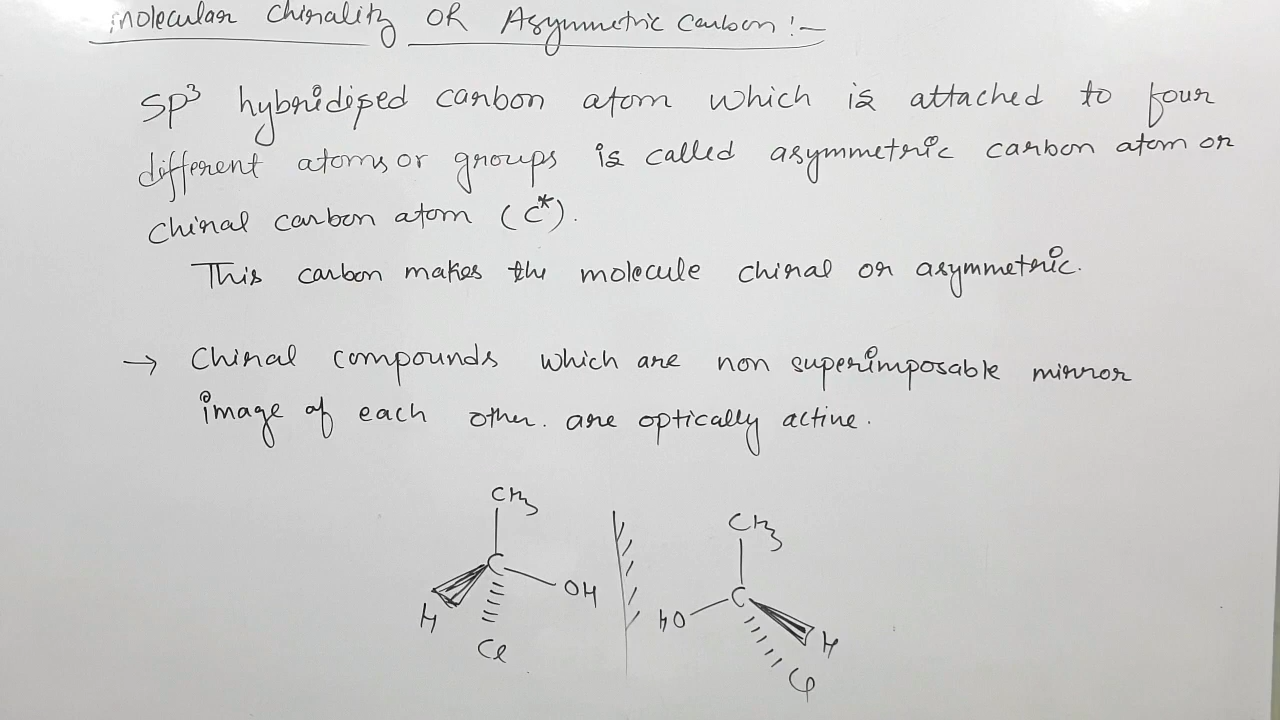 molecular chirality OR Asymmetric Carbon :-
SP³ hybridised carbon atom which is attached to four
different atoms or groups is called asymmetric carbon atom or
chiral carbon atom (C*).
This carbon makes the molecule chiral or asymmetric.
→ Chiral compounds which are non superimposable mirror
image of each other. are optically active.
CH3
C
OH
H
Cl
CH3
C
HO
H
Cl